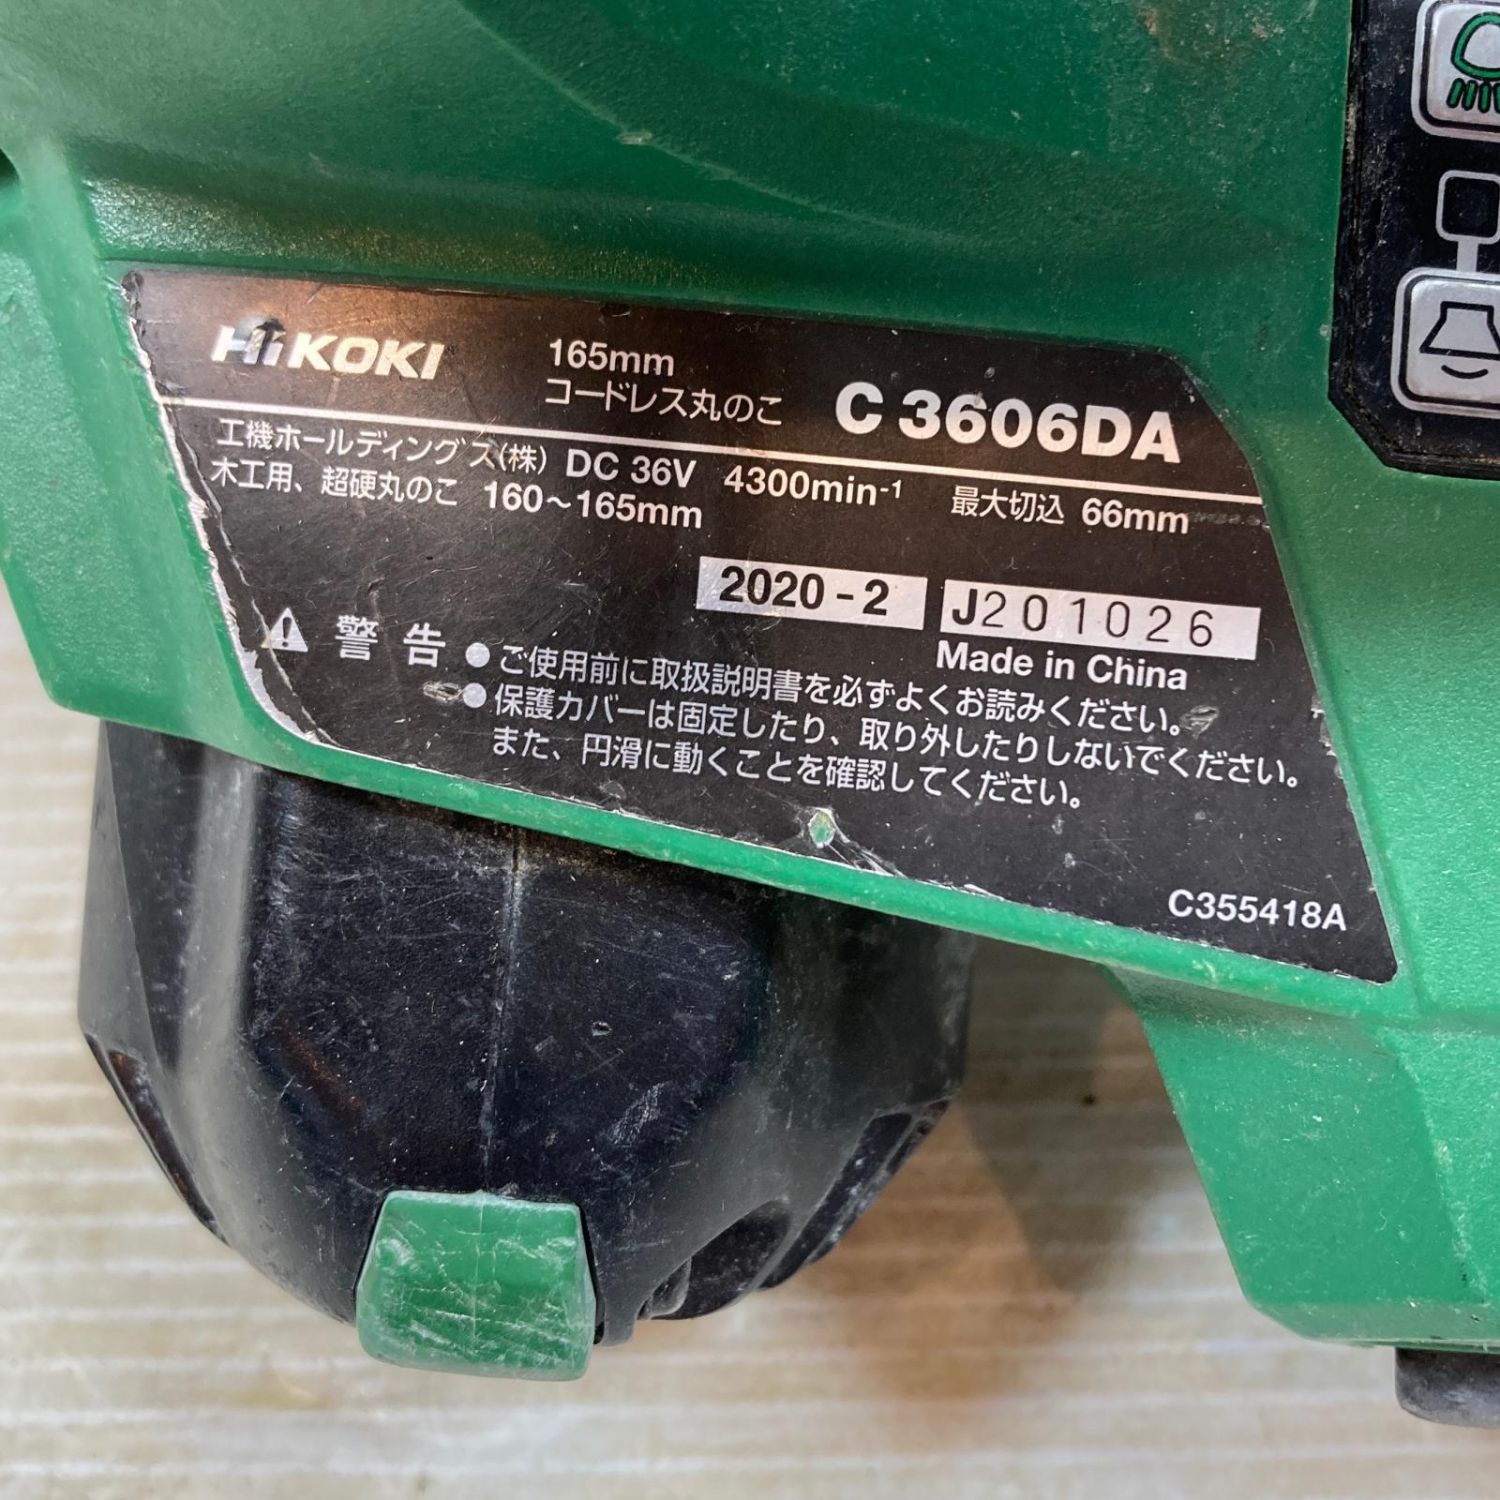 HiKOKI
165mm
コードレス丸のこ
C 3606DA
工機ホールディングス(株) DC 36V 4300min-1 最大切込 66mm
木工用、超硬丸のこ 160～165mm
2020-2 J201026
Made in China
警告
●ご使用前に取扱説明書を必ずよくお読みください。
●保護カバーは固定したり、取り外したりしないでください。
また、円滑に動くことを確認してください。
C355418A